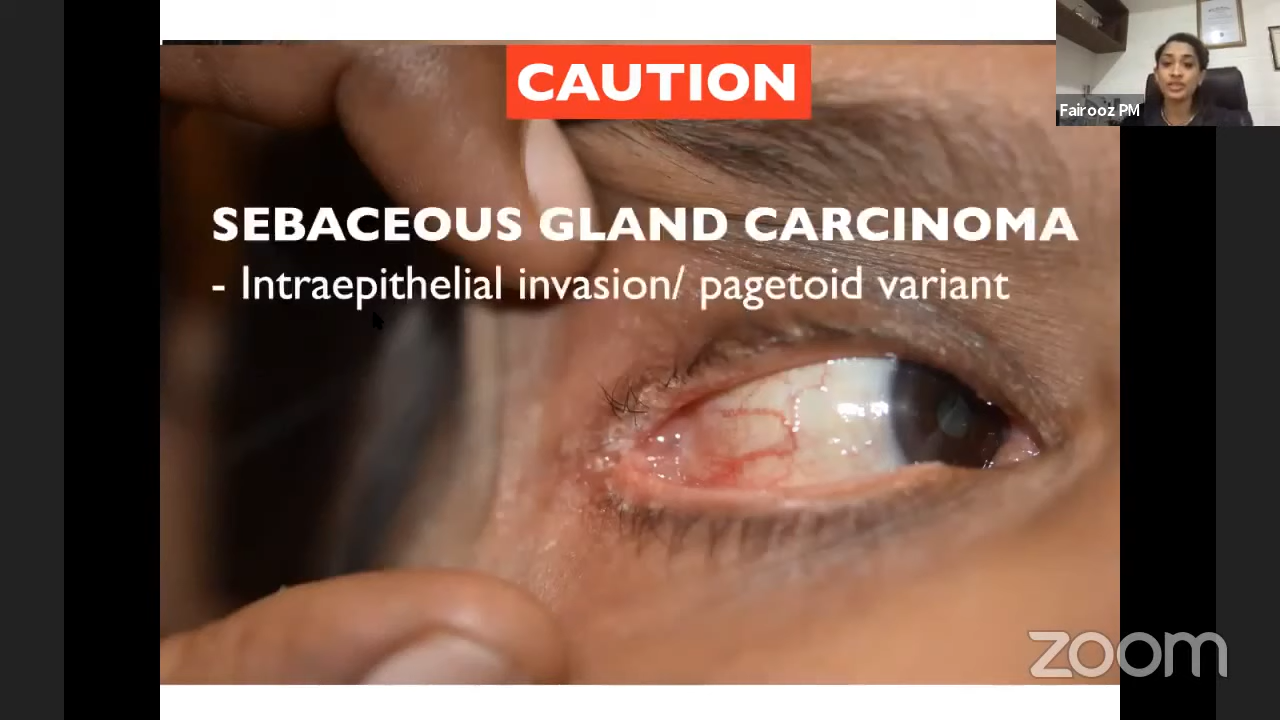 CAUTION
Fairooz PM
SEBACEOUS GLAND CARCINOMA
- Intraepithelial invasion/ pagetoid variant
zoom